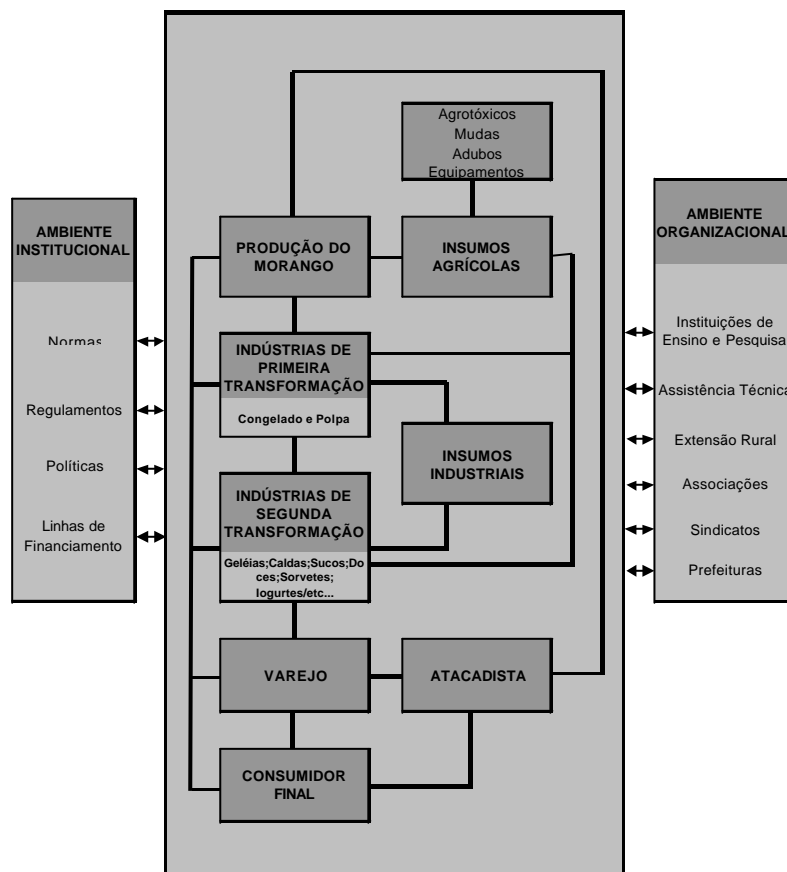 Agrotóxicos
Mudas
Adubos
Equipamentos
AMBIENTE
INSTITUCIONAL
Normas
Regulamentos
Políticas
Linhas de
Financiamento
PRODUÇÃO DO
MORANGO
INSUMOS
AGRÍCOLAS
INDÚSTRIAS DE
PRIMEIRA
TRANSFORMAÇÃO
Congelado e Polpa
INSUMOS
INDUSTRIAIS
INDÚSTRIAS DE
SEGUNDA
TRANSFORMAÇÃO
Geléias;Caldas;Sucos;Do
ces;Sorvetes;
Iogurtes/etc...
VAREJO
ATACADISTA
CONSUMIDOR
FINAL
AMBIENTE
ORGANIZACIONAL
Instituições de
Ensino e Pesquisa
Assistência Técnica
Extensão Rural
Associações
Sindicatos
Prefeituras